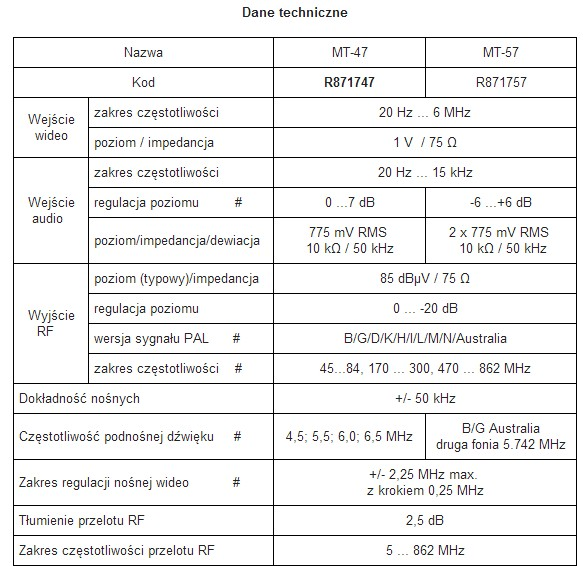 Dane techniczne
Nazwa MT-47 MT-57
Kod R871747 R871757
Wejście wideo
zakres częstotliwości 20 Hz ... 6 MHz
poziom / impedancja 1 V / 75 Ω
Wejście audio
zakres częstotliwości 20 Hz ... 15 kHz
regulacja poziomu # 0 ...7 dB -6 ...+6 dB
poziom/impedancja/dewiacja
775 mV RMS
10 kΩ / 50 kHz
2 x 775 mV RMS
10 kΩ / 50 kHz
Wyjście RF
poziom (typowy)/impedancja 85 dBµV / 75 Ω
regulacja poziomu 0 ... -20 dB
wersja sygnału PAL # B/G/D/K/H/I/L/M/N/Australia
zakres częstotliwości # 45...84, 170 ... 300, 470 ... 862 MHz
Dokładność nośnych +/- 50 kHz
Częstotliwość podnośnej dźwięku # 4,5; 5,5; 6,0; 6,5 MHz
B/G Australia
druga fonia 5.742 MHz
Zakres regulacji nośnej wideo #
+/- 2,25 MHz max.
z krokiem 0,25 MHz
Tłumienie przelotu RF 2,5 dB
Zakres częstotliwości przelotu RF 5 ... 862 MHz